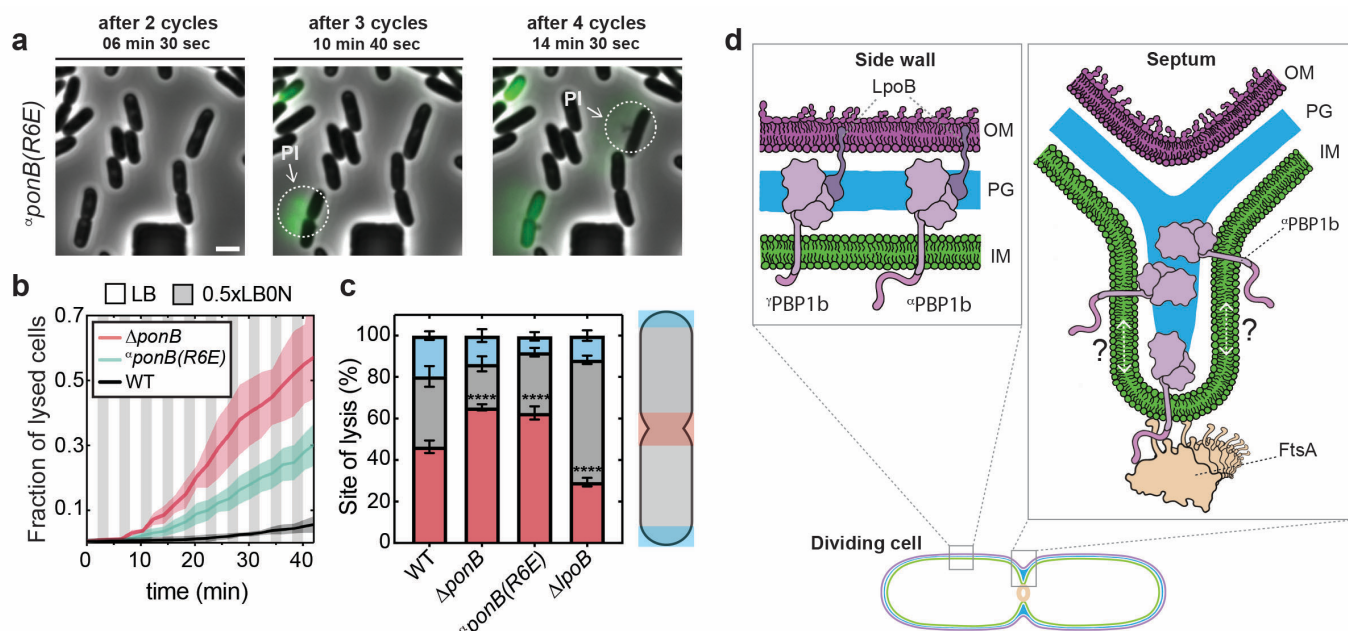 a
after 2 cycles
06 min 30 sec
after 3 cycles
10 min 40 sec
after 4 cycles
14 min 30 sec
αponB(R6E)
PI
PI
b
LB
0.5xLB0N
Fraction of lysed cells
0.7
0.5
0.3
0.1
ΔponB
αponB(R6E)
WT
0
10
20
30
40
time (min)
c
Site of lysis (%)
100
80
60
40
20
0
****
****
****
WT
ΔponB
αponB(R6E)
ΔlpoB
d
Side wall
LpoB
OM
PG
IM
γPBP1b
αPBP1b
Septum
OM
PG
IM
αPBP1b
?
?
FtsA
Dividing cell